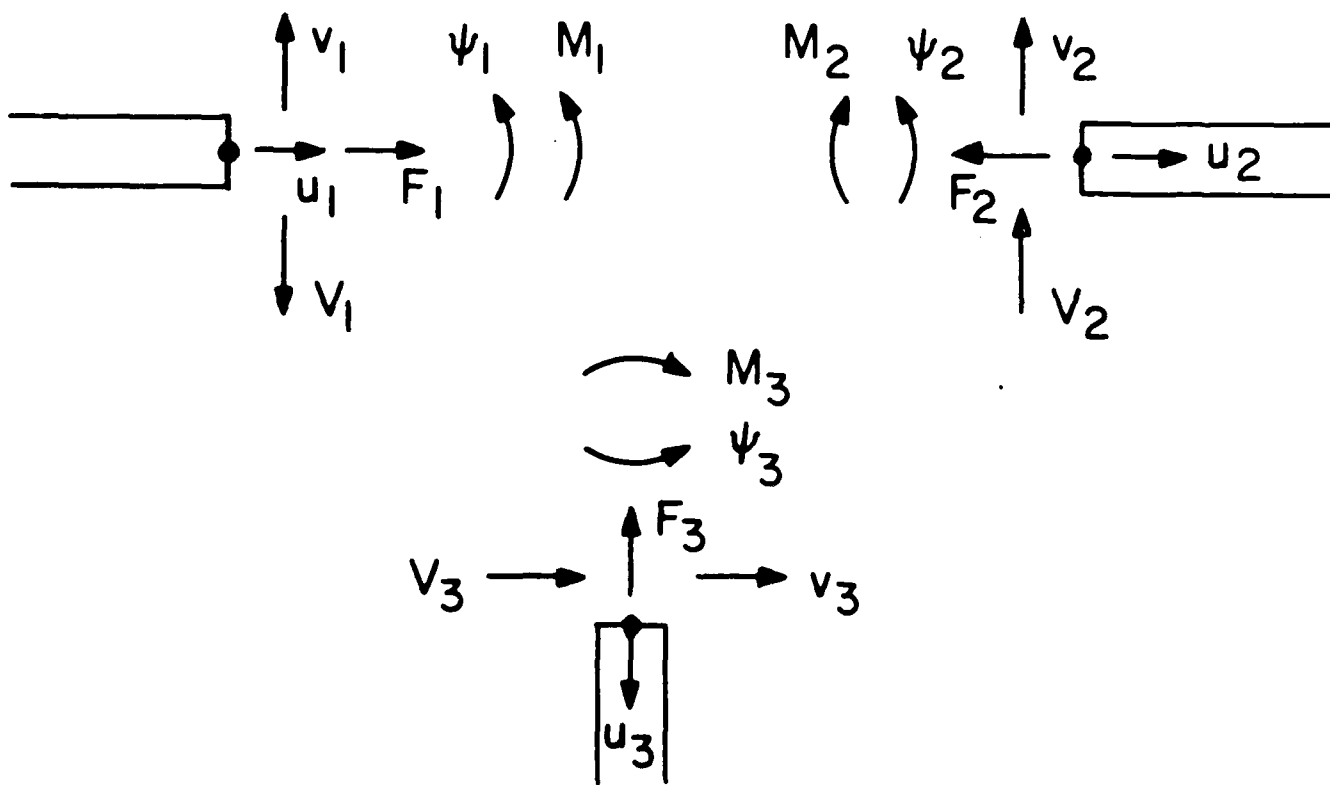 v₁ ψ₁ M₁ M₂ ψ₂ v₂
u₁ F₁ F₂ u₂
V₁ V₂
M₃
ψ₃
F₃
V₃ v₃
u₃